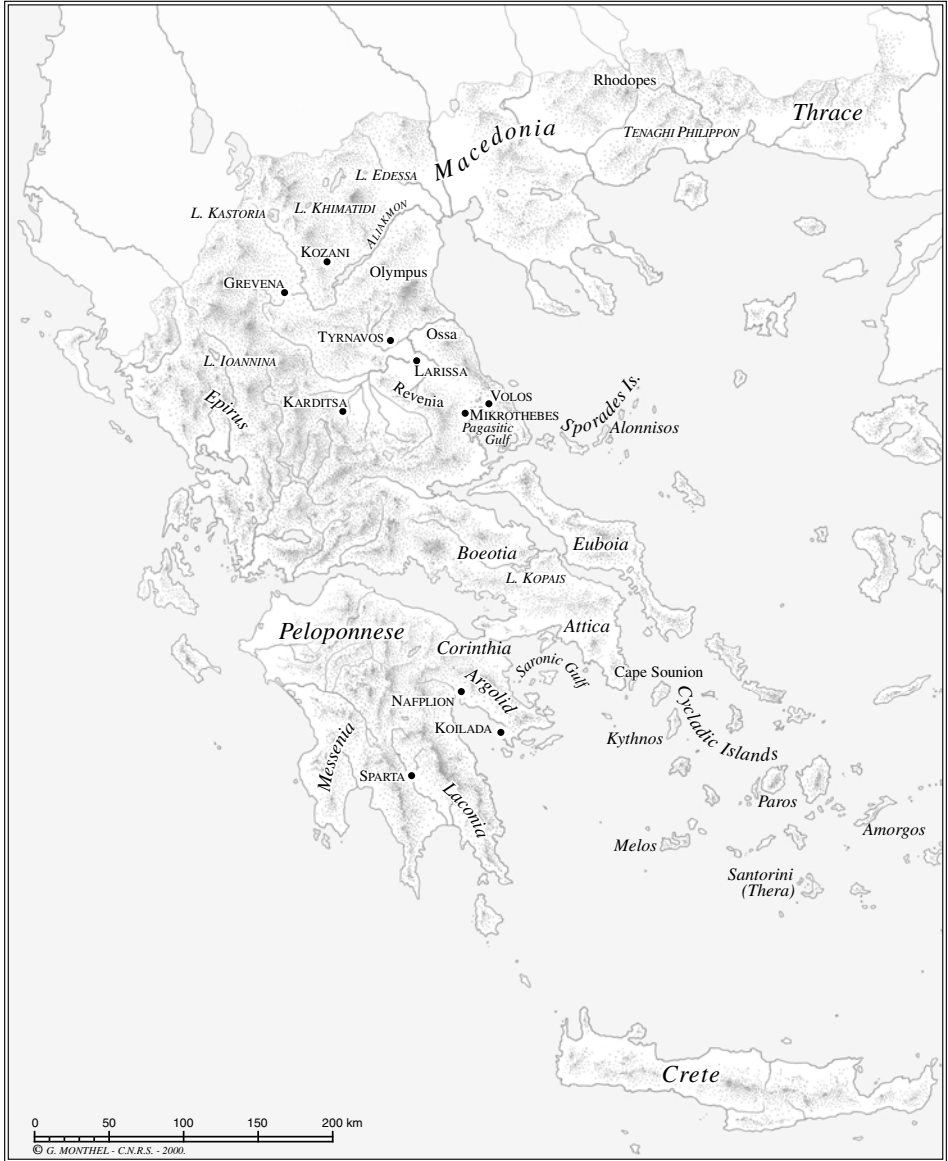 Rhodopes
Thrace
Macedonia
TENAGHI PHILIPPON
L. EDESSA
L. KASTORIA
L. KHIMATIDI
ALIAKMON
KOZANI
Olympus
GREVENA
TYRNAVOS
Ossa
L. IOANNINA
LARISSA
Epirus
KARDITSA
Revenia
VOLOS
MIKROTHEBES
Pagasitic
Gulf
Sporades Is.
Alonnisos
Boeotia
Euboia
L. KOPAIS
Peloponnese
Attica
Corinthia
Saronic Gulf
Cape Sounion
Argolid
NAFPLION
Cycladic Islands
KOILADA
Kythnos
Messenia
SPARTA
Laconia
Paros
Amorgos
Melos
Santorini
(Thera)
Crete
0 50 100 150 200 km
© G. MONTHEL - C.N.R.S. - 2000.